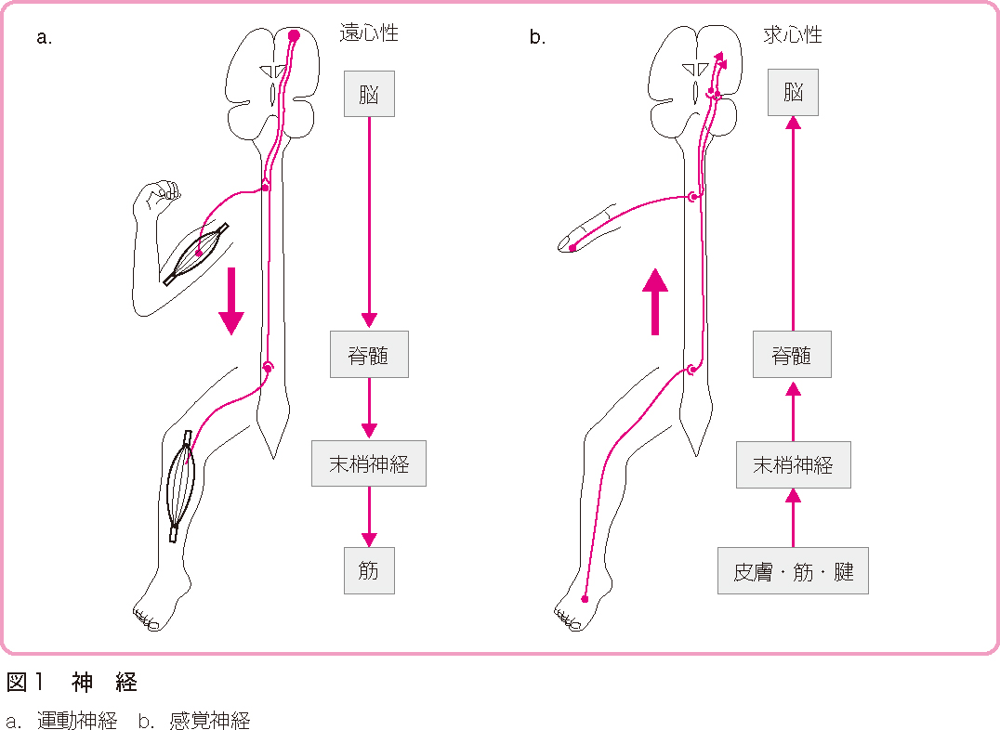 a.
遠心性
脳
脊髄
末梢神経
筋
b.
求心性
脳
脊髄
末梢神経
皮膚・筋・腱
図1 神 経
a. 運動神経 b. 感覚神経